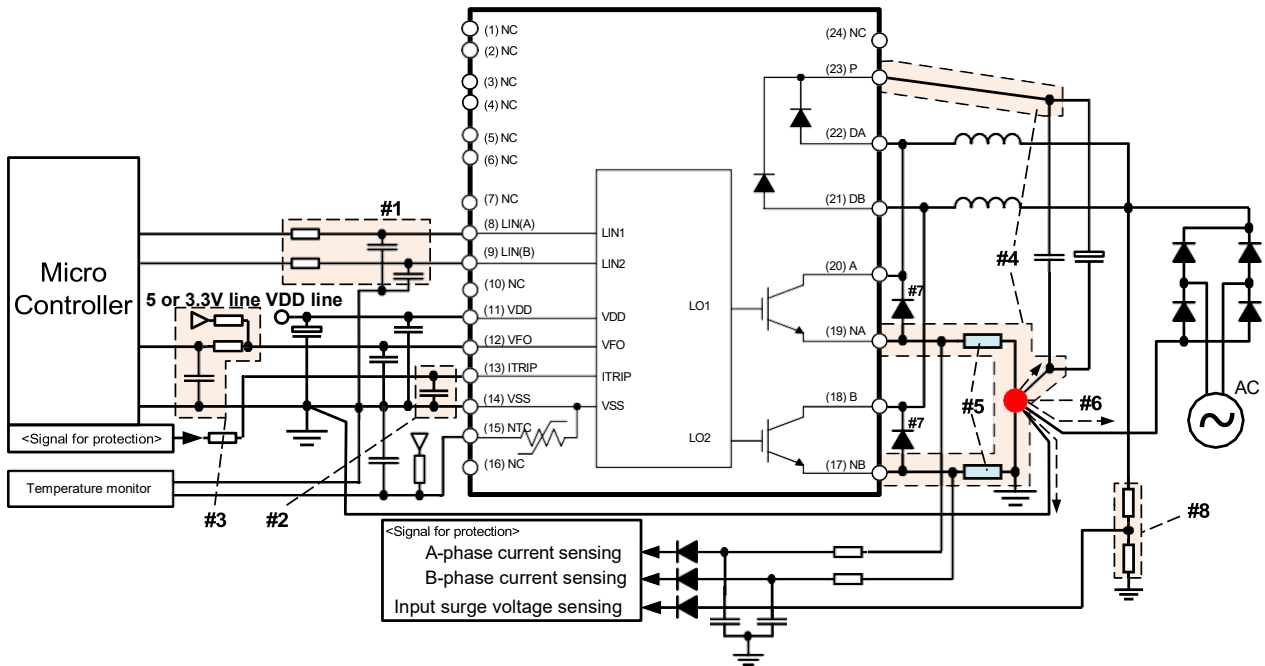 (1) NC
(2) NC
(3) NC
(4) NC
(5) NC
(6) NC
(7) NC
(8) LIN(A)
(9) LIN(B)
(10) NC
(11) VDD
(12) VFO
(13) ITRIP
(14) VSS
(15) NTC
(16) NC
(24) NC
(23) P
(22) DA
(21) DB
(20) A
(19) NA
(18) B
(17) NB
LIN1
LIN2
VDD
VFO
ITRIP
VSS
LO1
LO2
Micro
Controller
<Signal for protection>
Temperature monitor
5 or 3.3V line VDD line
#1
#2
#3
#4
#5
#6
#7
#7
#8
AC
<Signal for protection>
A-phase current sensing
B-phase current sensing
Input surge voltage sensing